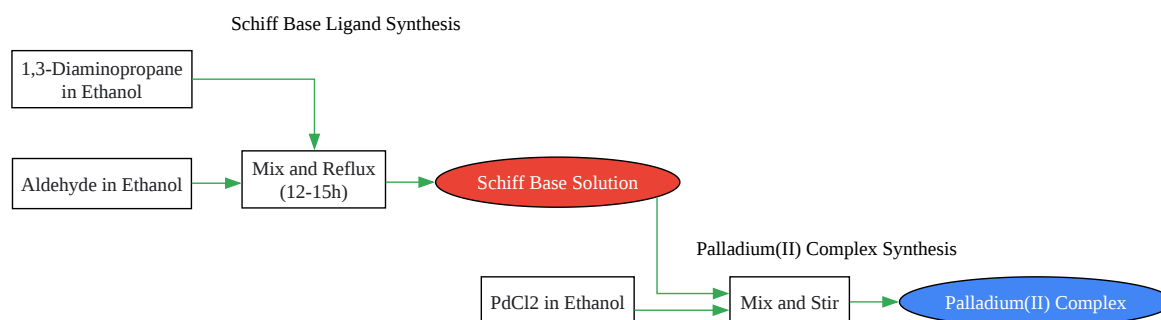 Schiff Base Ligand Synthesis
1,3-Diaminopropane
in Ethanol
Aldehyde in Ethanol
Mix and Reflux
(12-15h)
Schiff Base Solution
Palladium(II) Complex Synthesis
PdCl2 in Ethanol
Mix and Stir
Palladium(II) Complex